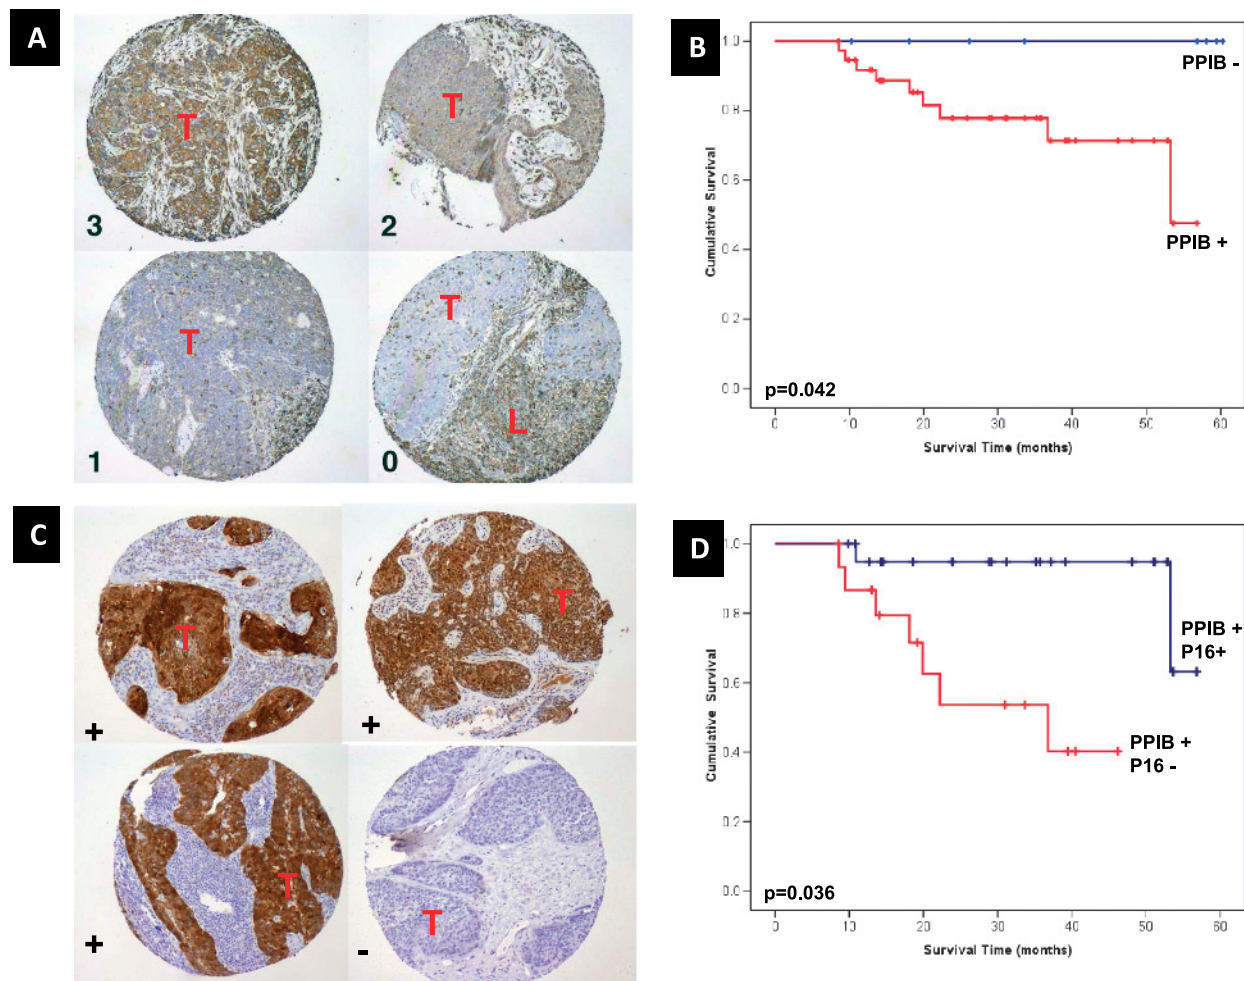 A
T
3
T
2
T
1
T
L
0
B
Cumulative Survival
1.0
0.8
0.6
0.4
0.2
0.0
PPIB -
PPIB +
p=0.042
0 10 20 30 40 50 60
Survival Time (months)
C
T
+
T
+
T
+
T
-
D
Cumulative Survival
1.0
0.8
0.6
0.4
0.2
0.0
PPIB +
P16+
PPIB +
P16 -
p=0.036
0 10 20 30 40 50 60
Survival Time (months)